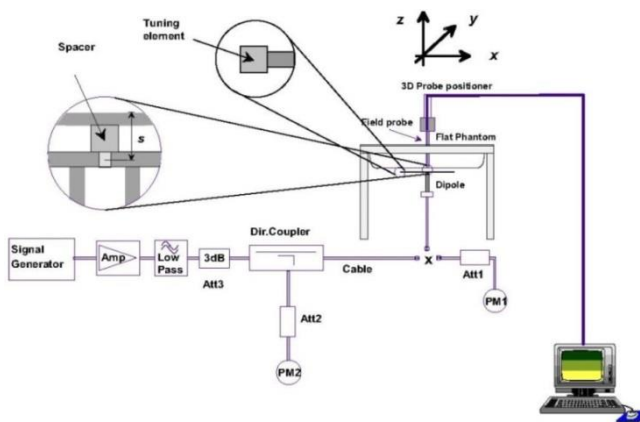 Tuning
element
Spacer
s
z
y
x
3D Probe positioner
Field probe
Flat Phantom
Dipole
Signal
Generator
Amp
Low
Pass
3dB
Att3
Dir.Coupler
Cable
x
Att1
PM1
Att2
PM2